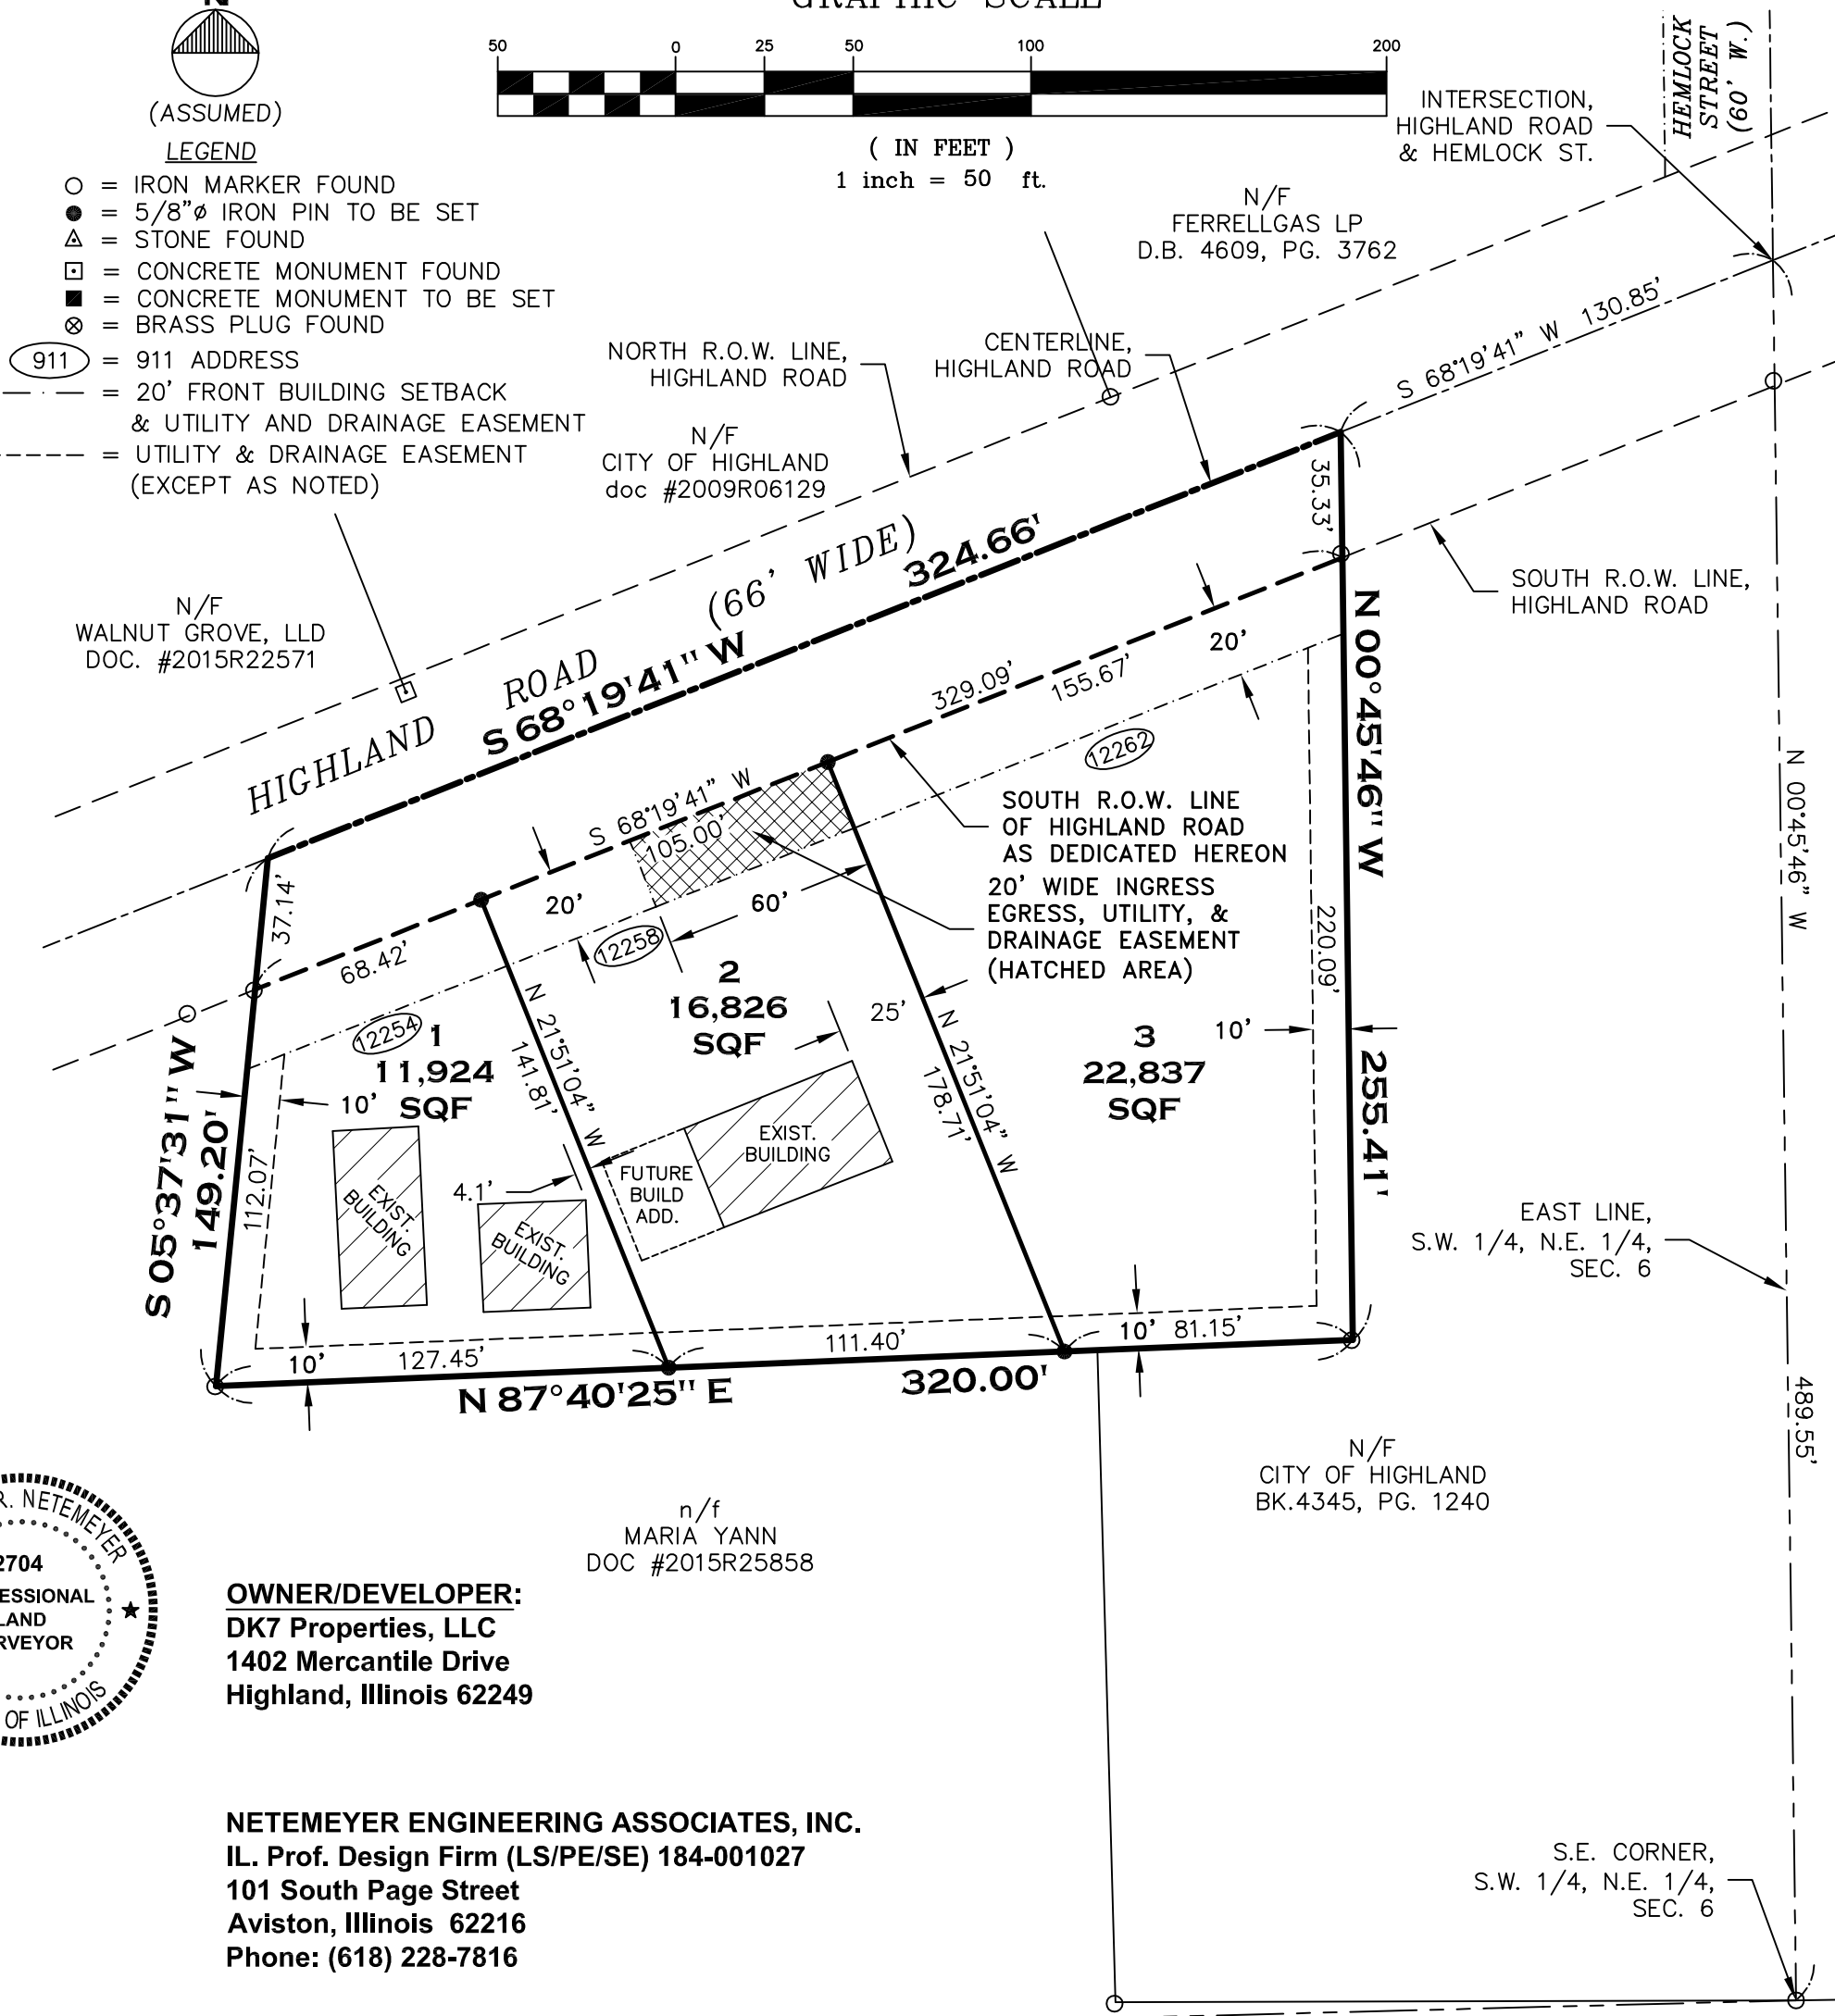 N
GRAPHIC SCALE
(ASSUMED)
50 0 25 50 100 200
( IN FEET )
1 inch = 50 ft.
LEGEND
= IRON MARKER FOUND
= 5/8"ø IRON PIN TO BE SET
= STONE FOUND
= CONCRETE MONUMENT FOUND
= CONCRETE MONUMENT TO BE SET
= BRASS PLUG FOUND
911 = 911 ADDRESS
= 20' FRONT BUILDING SETBACK
& UTILITY AND DRAINAGE EASEMENT
= UTILITY & DRAINAGE EASEMENT
(EXCEPT AS NOTED)
HEMLOCK
STREET
(60' W.)
INTERSECTION,
HIGHLAND ROAD
& HEMLOCK ST.
N/F
FERRELLGAS LP
D.B. 4609, PG. 3762
NORTH R.O.W. LINE,
HIGHLAND ROAD
CENTERLINE,
HIGHLAND ROAD
S 68°19'41" W 130.85'
N/F
CITY OF HIGHLAND
doc #2009R06129
N/F
WALNUT GROVE, LLD
DOC. #2015R22571
HIGHLAND ROAD (66' WIDE)
S 68°19'41" W 324.66'
35.33'
SOUTH R.O.W. LINE,
HIGHLAND ROAD
329.09'
155.67'
20'
12262
N 00°45'46" W
255.41'
N 00°45'46" W
489.55'
S 68°19'41" W
105.00'
SOUTH R.O.W. LINE
OF HIGHLAND ROAD
AS DEDICATED HEREON
20' WIDE INGRESS
EGRESS, UTILITY, &
DRAINAGE EASEMENT
(HATCHED AREA)
37.14'
68.42'
20'
60'
12258
12254
1
11,924
SQF
2
16,826
SQF
3
22,837
SQF
25'
10'
220.09'
N 21°51'04" W
141.81'
N 21°51'04" W
178.71'
S 05°37'31" W
149.20'
112.07'
10'
EXIST.
BUILDING
4.1'
EXIST.
BUILDING
FUTURE
BUILD
ADD.
EXIST.
BUILDING
10'
127.45'
111.40'
10'
81.15'
N 87°40'25" E 320.00'
EAST LINE,
S.W. 1/4, N.E. 1/4,
SEC. 6
N/F
CITY OF HIGHLAND
BK.4345, PG. 1240
n/f
MARIA YANN
DOC #2015R25858
R. NETEMEYER
2704
ESSIONAL
LAND
RVEYOR
OF ILLINOIS
OWNER/DEVELOPER:
DK7 Properties, LLC
1402 Mercantile Drive
Highland, Illinois 62249
NETEMEYER ENGINEERING ASSOCIATES, INC.
IL. Prof. Design Firm (LS/PE/SE) 184-001027
101 South Page Street
Aviston, Illinois 62216
Phone: (618) 228-7816
S.E. CORNER,
S.W. 1/4, N.E. 1/4,
SEC. 6